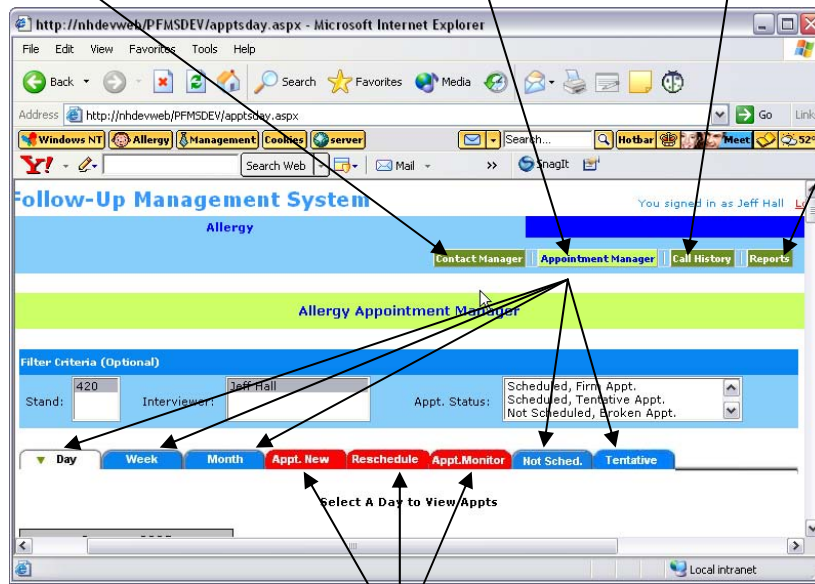 http://nhdevweb/PFMSDEV/apptsday.aspx - Microsoft Internet Explorer
File Edit View Favorites Tools Help
Back Search Favorites Media
Address http://nhdevweb/PFMSDEV/apptsday.aspx Go Links
Windows NT Allergy Management Cookies server Search... Hotbar Meet 52°
Y! Search Web Mail >> SnagIt
Follow-Up Management System You signed in as Jeff Hall
Allergy
Contact Manager Appointment Manager Call History Reports
Allergy Appointment Manager
Filter Criteria (Optional)
Stand: 420 Interviewer: Jeff Hall Appt. Status: Scheduled, Firm Appt.
Scheduled, Tentative Appt.
Not Scheduled, Broken Appt.
Day Week Month Appt. New Reschedule Appt.Monitor Not Sched. Tentative
Select A Day to View Appts
Local intranet